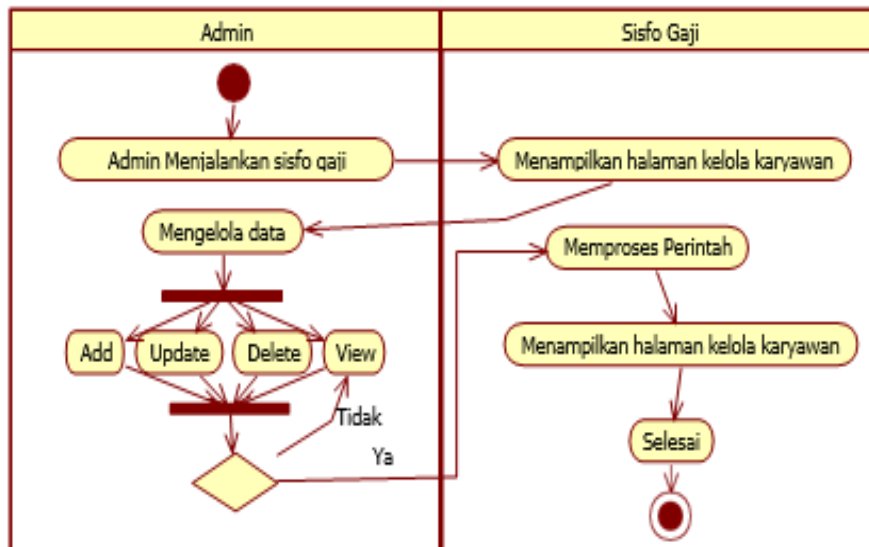 Admin
Sisfo Gaji
Admin Menjalankan sisfo gaji
Menampilkan halaman kelola karyawan
Mengelola data
Memproses Perintah
Add
Update
Delete
View
Menampilkan halaman kelola karyawan
Tidak
Ya
Selesai